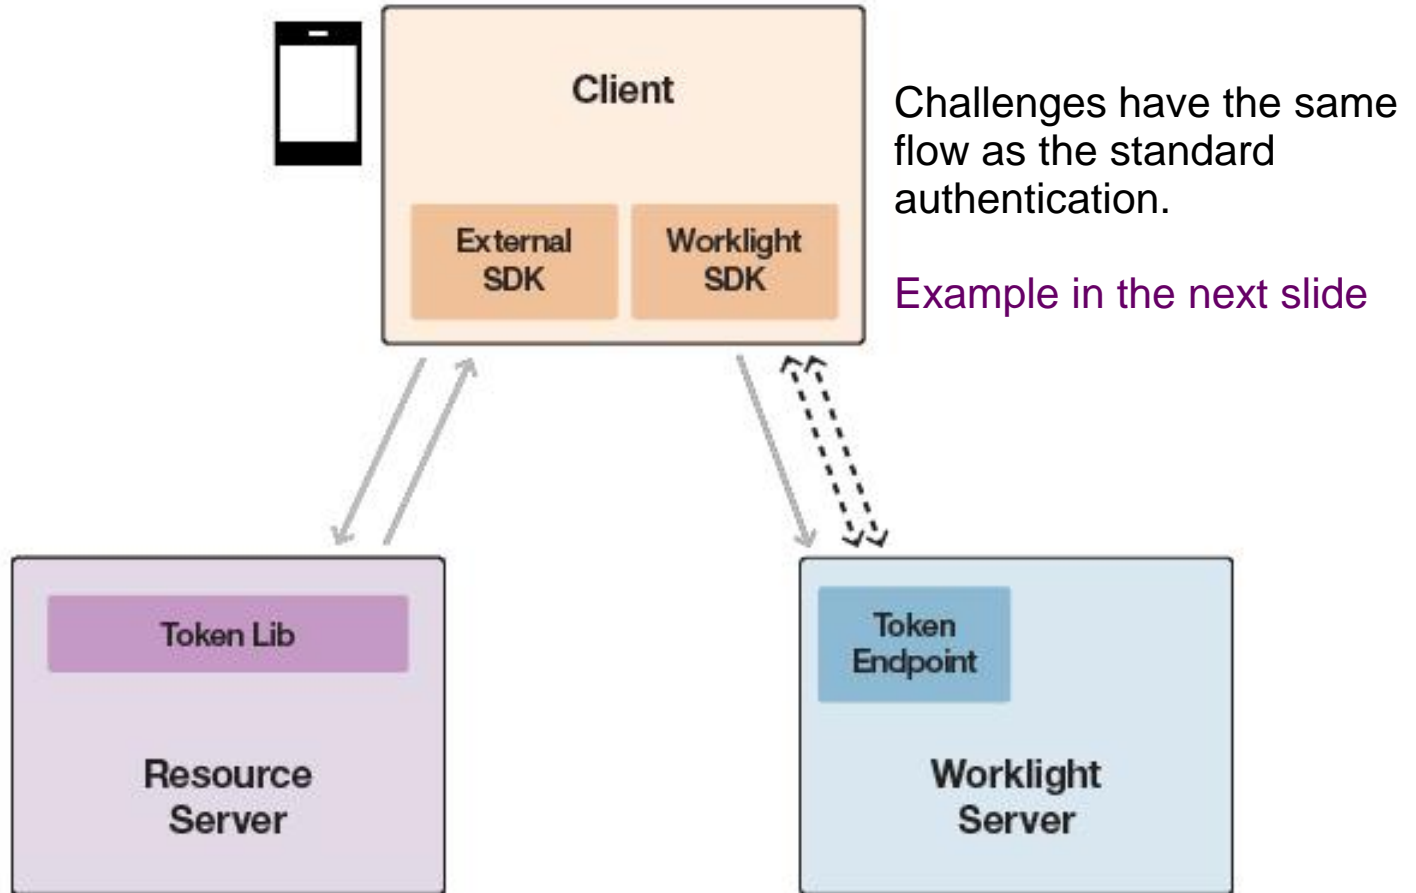 Client
Challenges have the same
flow as the standard
authentication.
Example in the next slide
External
SDK
Worklight
SDK
Token Lib
Resource
Server
Token
Endpoint
Worklight
Server